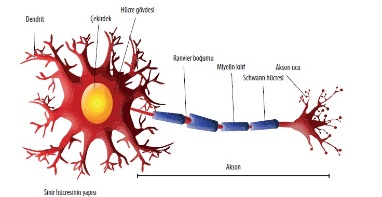 Hücre gövdesi
Dendrit
Çekirdek
Ranvier boğumu
Miyelin kılıf
Schwann hücresi
Akson ucu
Akson
Sinir hücresinin yapısı